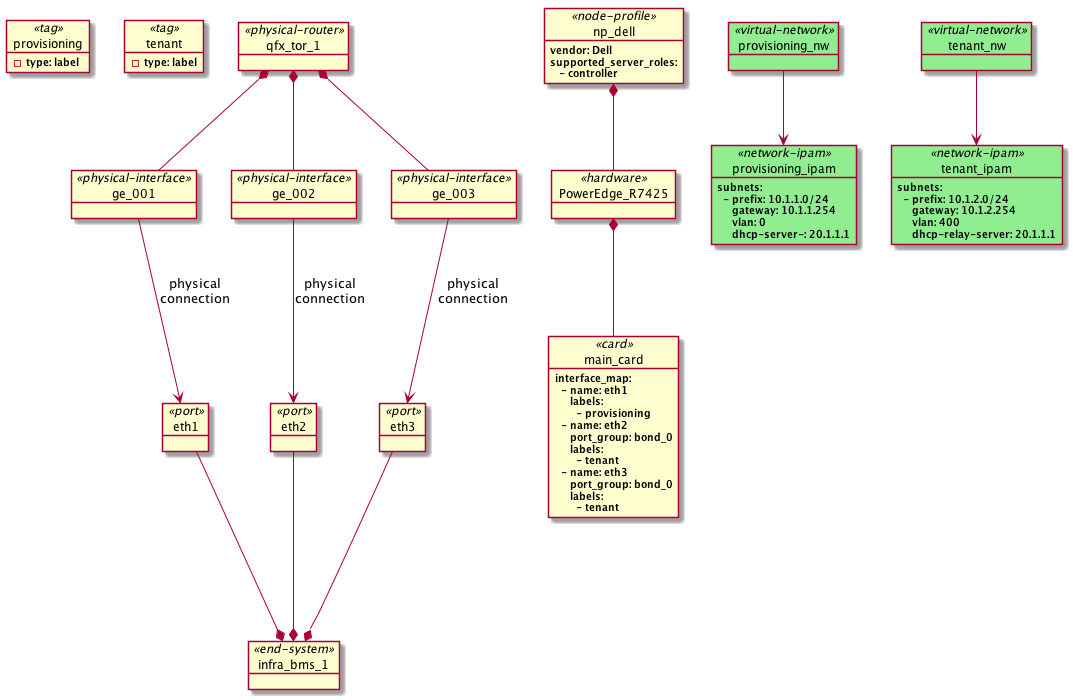 «tag»
provisioning
type: label
«tag»
tenant
type: label
«physical-router»
qfx_tor_1
«node-profile»
np_dell
vendor: Dell
supported_server_roles:
- controller
«virtual-network»
provisioning_nw
«virtual-network»
tenant_nw
«physical-interface»
ge_001
«physical-interface»
ge_002
«physical-interface»
ge_003
«hardware»
PowerEdge_R7425
«network-ipam»
provisioning_ipam
subnets:
- prefix: 10.1.1.0/24
gateway: 10.1.1.254
vlan: 0
dhcp-server-: 20.1.1.1
«network-ipam»
tenant_ipam
subnets:
- prefix: 10.1.2.0/24
gateway: 10.1.2.254
vlan: 400
dhcp-relay-server: 20.1.1.1
physical
connection
physical
connection
physical
connection
«card»
main_card
interface_map:
- name: eth1
labels:
- provisioning
- name: eth2
port_group: bond_0
labels:
- tenant
- name: eth3
port_group: bond_0
labels:
- tenant
«port»
eth1
«port»
eth2
«port»
eth3
«end-system»
infra_bms_1